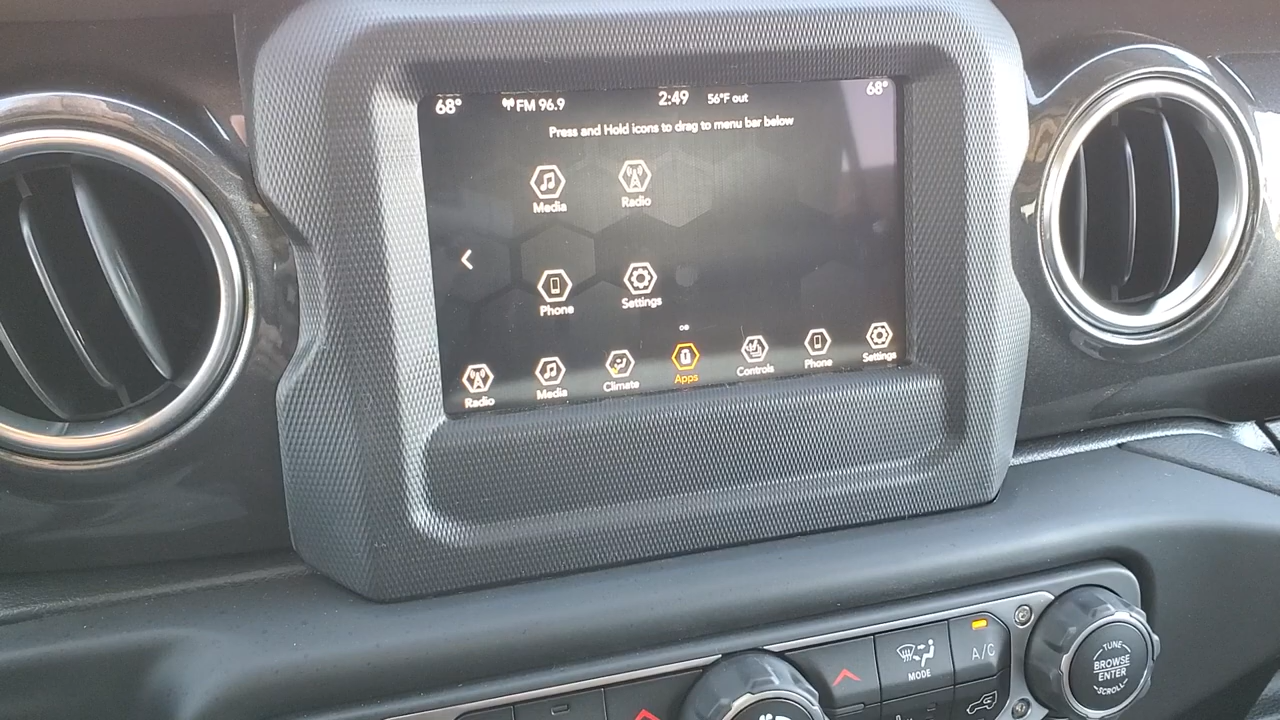 68° FM 96.9 2:49 56°F out 68°
Press and Hold icons to drag to menu bar below
Media Radio
Phone Settings
Radio Media Climate Apps Controls Phone Settings
MODE A/C
TUNE
BROWSE
ENTER
SCROLL